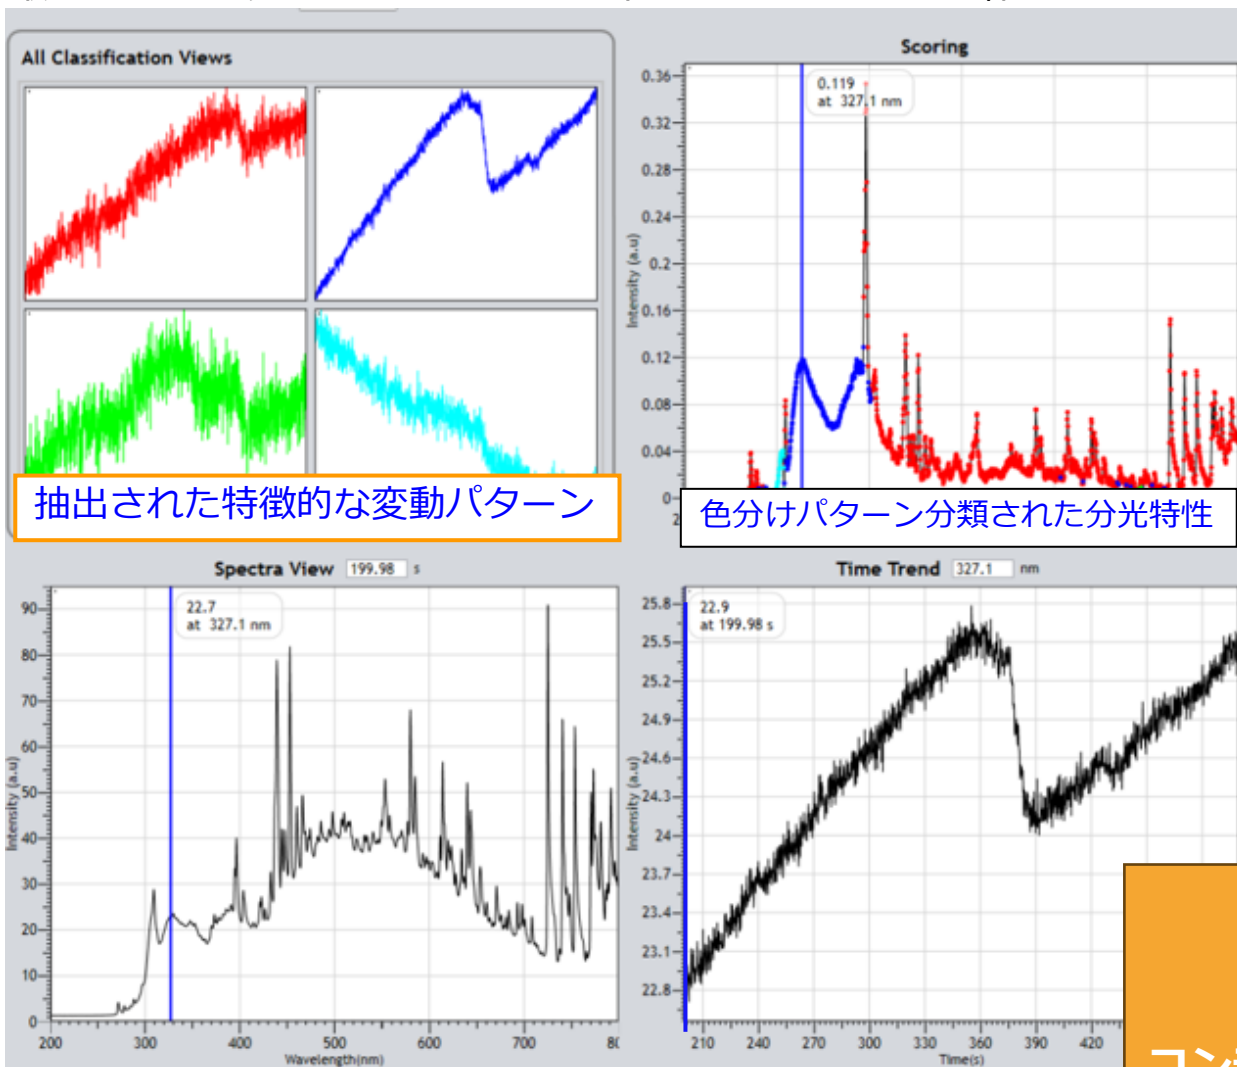 All Classification Views
抽出された特徴的な変動パターン
Scoring
0.119
at 327.1 nm
0.36
0.32
0.28
0.24
0.2
0.16
0.12
0.08
0.04
0
Intensity (a.u)
色分けパターン分類された分光特性
Spectra View 199.98 s
22.7
at 327.1 nm
90
80
70
60
50
40
30
20
10
0
Intensity (a.u)
200 300 400 500 600 700
Wavelength(nm)
Time Trend 327.1 nm
22.9
at 199.98 s
25.8
25.5
25.2
24.9
24.6
24.3
24
23.7
23.4
23.1
22.8
Intensity (a.u)
210 240 270 300 330 360 390 420
Time(s)